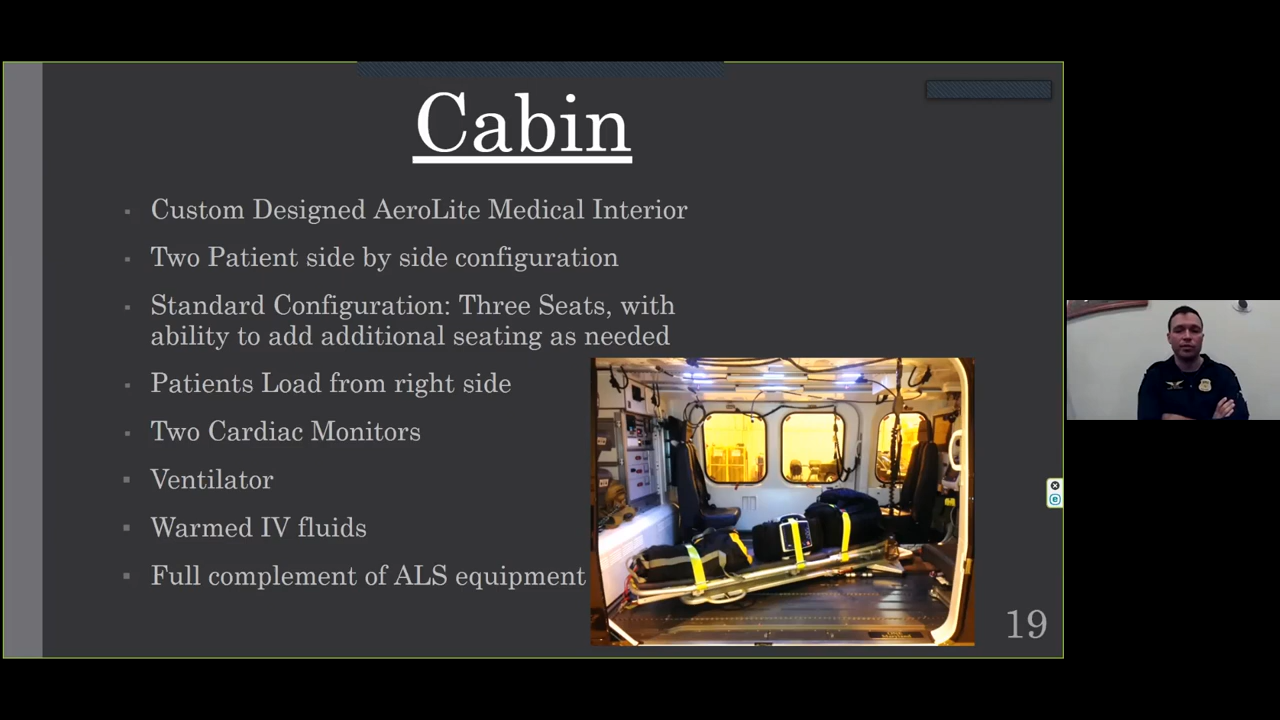 Cabin
Custom Designed AeroLite Medical Interior
Two Patient side by side configuration
Standard Configuration: Three Seats, with
ability to add additional seating as needed
Patients Load from right side
Two Cardiac Monitors
Ventilator
Warmed IV fluids
Full complement of ALS equipment
19